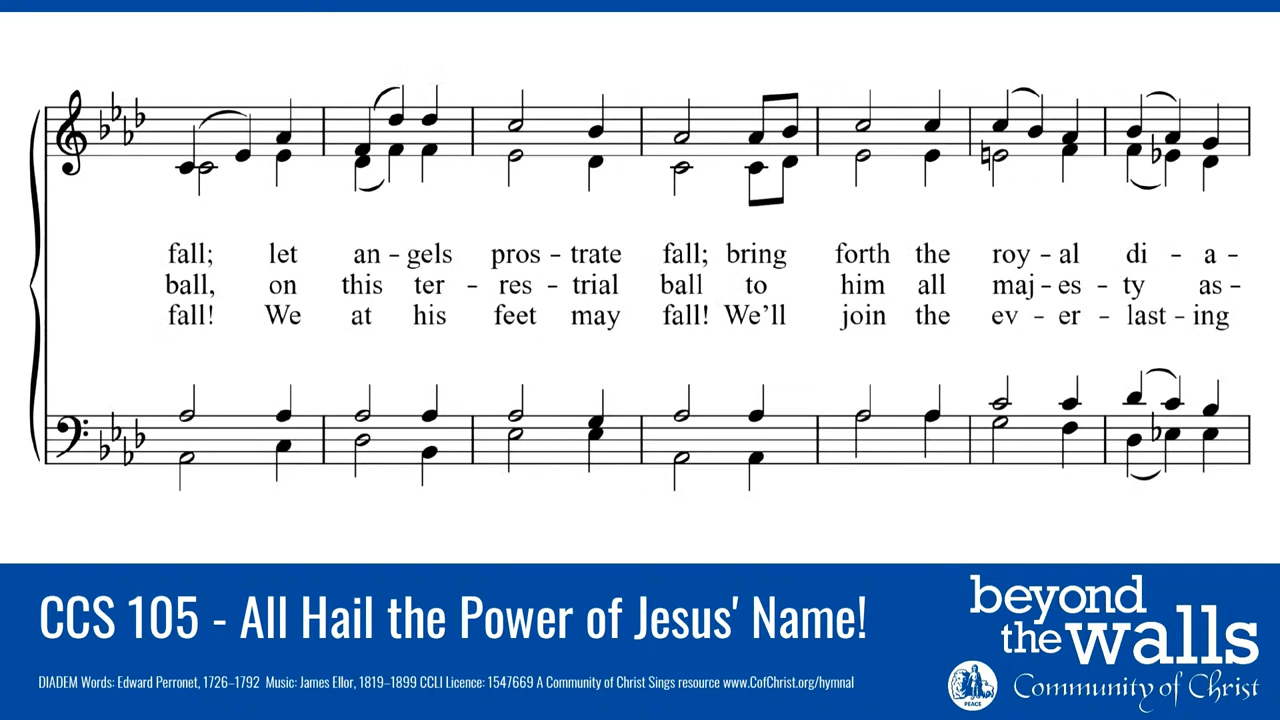 fall; let an – gels pros – trate fall; bring forth the roy – al di – a –
ball, on this ter – res – trial ball to him all maj – es – ty as –
fall! We at his feet may fall! We'll join the ev – er – last – ing
CCS 105 - All Hail the Power of Jesus' Name!
DIADEM Words: Edward Perronet, 1726–1792 Music: James Ellor, 1819–1899 CCLI Licence: 1547669 A Community of Christ Sings resource www.CofChrist.org/hymnal
beyond
the walls
PEACE
Community of Christ